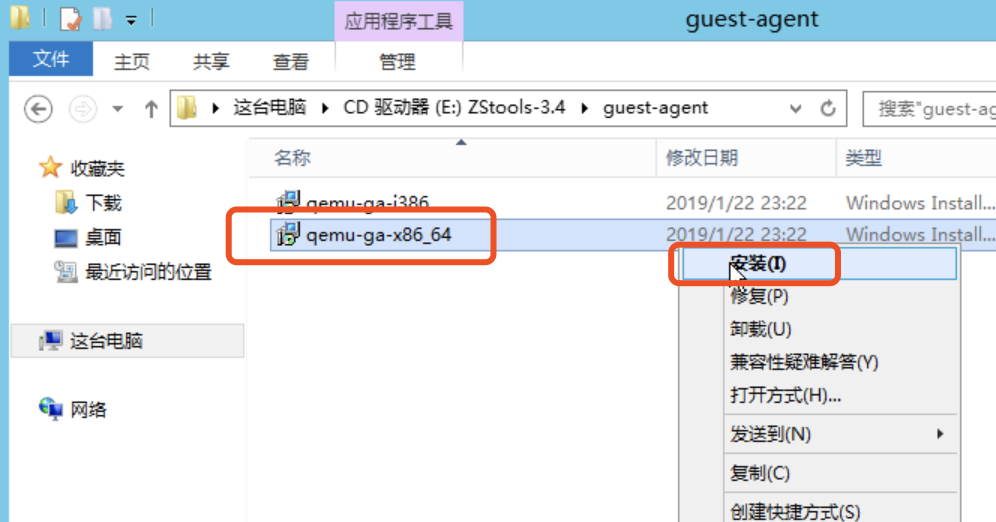 应用程序工具
guest-agent
文件 主页 共享 查看 管理
这台电脑 CD 驱动器 (E:) ZStools-3.4 guest-agent
搜索"guest-ag
名称 修改日期 类型
收藏夹
下载
桌面
最近访问的位置
这台电脑
网络
qemu-ga-i386 2019/1/22 23:22 Windows Install...
qemu-ga-x86_64 2019/1/22 23:22 Windows Install...
安装(I)
修复(P)
卸载(U)
兼容性疑难解答(Y)
打开方式(H)...
发送到(N)
复制(C)
创建快捷方式(S)